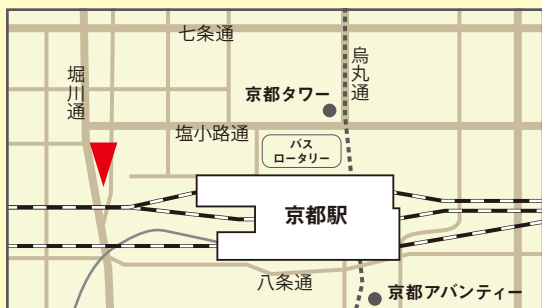 七条通
堀川通
烏丸通
京都タワー
塩小路通
バス
ロータリー
京都駅
八条通
京都アバンティー